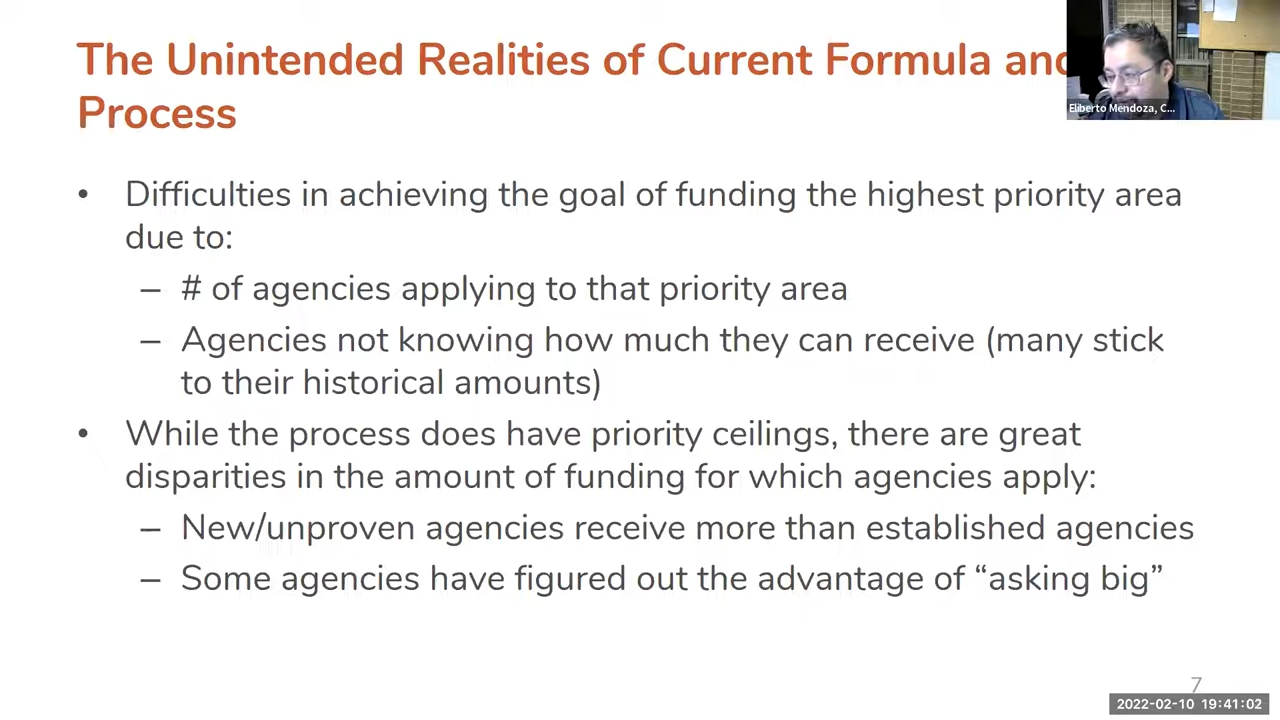 The Unintended Realities of Current Formula and
Process
Eliberto Mendoza, C...
• Difficulties in achieving the goal of funding the highest priority area
due to:
– # of agencies applying to that priority area
– Agencies not knowing how much they can receive (many stick
to their historical amounts)
• While the process does have priority ceilings, there are great
disparities in the amount of funding for which agencies apply:
– New/unproven agencies receive more than established agencies
– Some agencies have figured out the advantage of “asking big”
7
2022-02-10 19:41:02